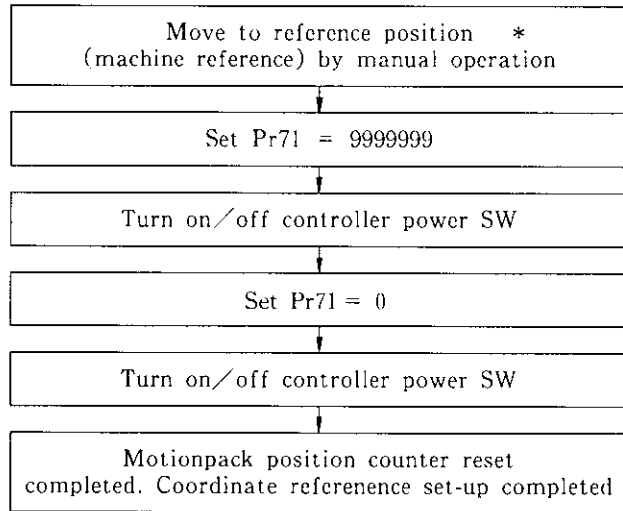 Move to reference position *
(machine reference) by manual operation
Set Pr71 = 9999999
Turn on/off controller power SW
Set Pr71 = 0
Turn on/off controller power SW
Motionpack position counter reset
completed. Coordinate referenence set-up completed